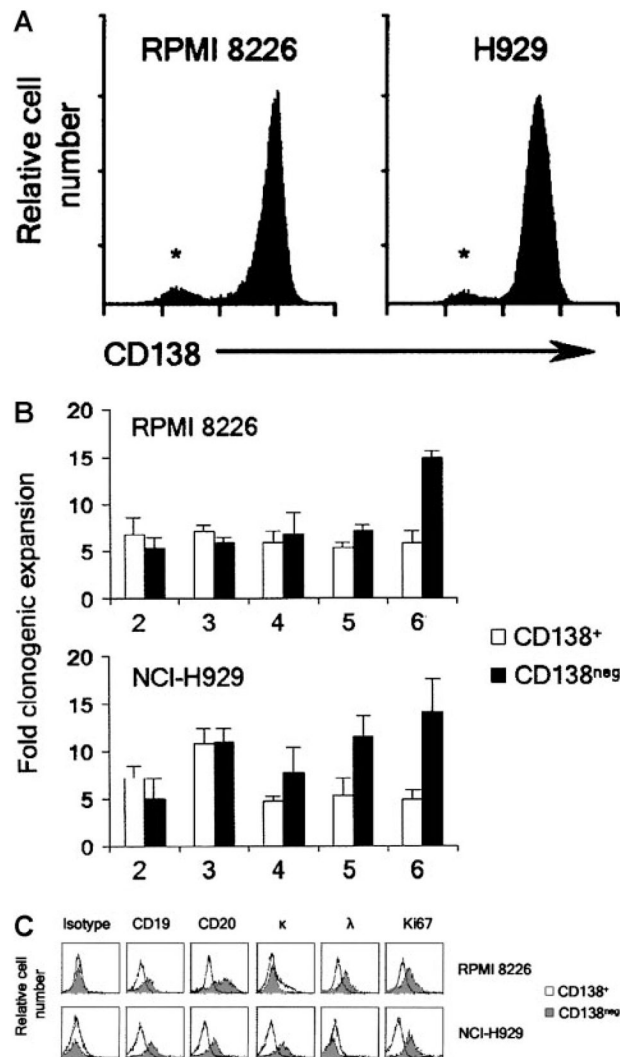 A
RPMI 8226
H929
Relative cell number
*
*
CD138
B
RPMI 8226
20
15
10
5
0
2 3 4 5 6
NCI-H929
20
15
10
5
0
2 3 4 5 6
Fold clonogenic expansion
CD138+
CD138neg
C
Isotype CD19 CD20 κ λ Ki67
Relative cell number
RPMI 8226
NCI-H929
CD138+
CD138neg